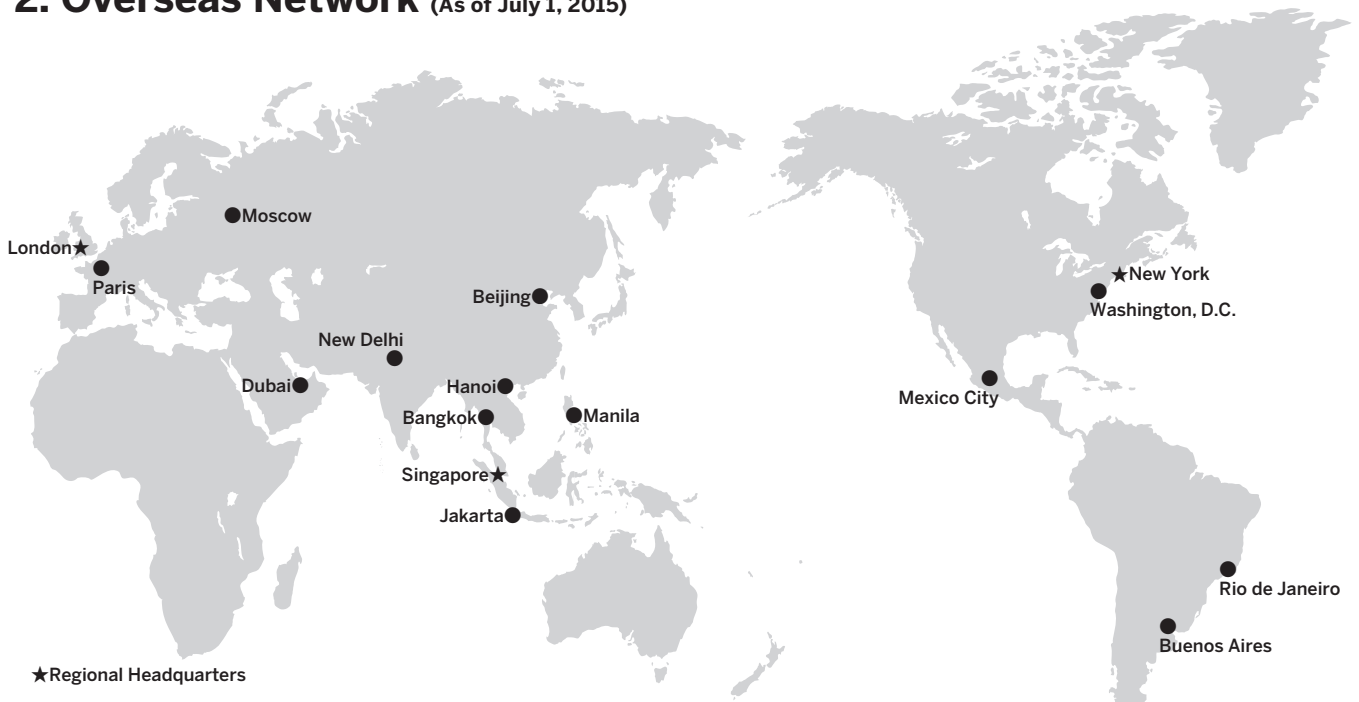 2. Overseas Network (As of July 1, 2015)
Moscow
London★
Paris
Beijing
New Delhi
Dubai
Hanoi
Bangkok
Manila
Singapore★
Jakarta
★New York
Washington, D.C.
Mexico City
Rio de Janeiro
Buenos Aires
★Regional Headquarters